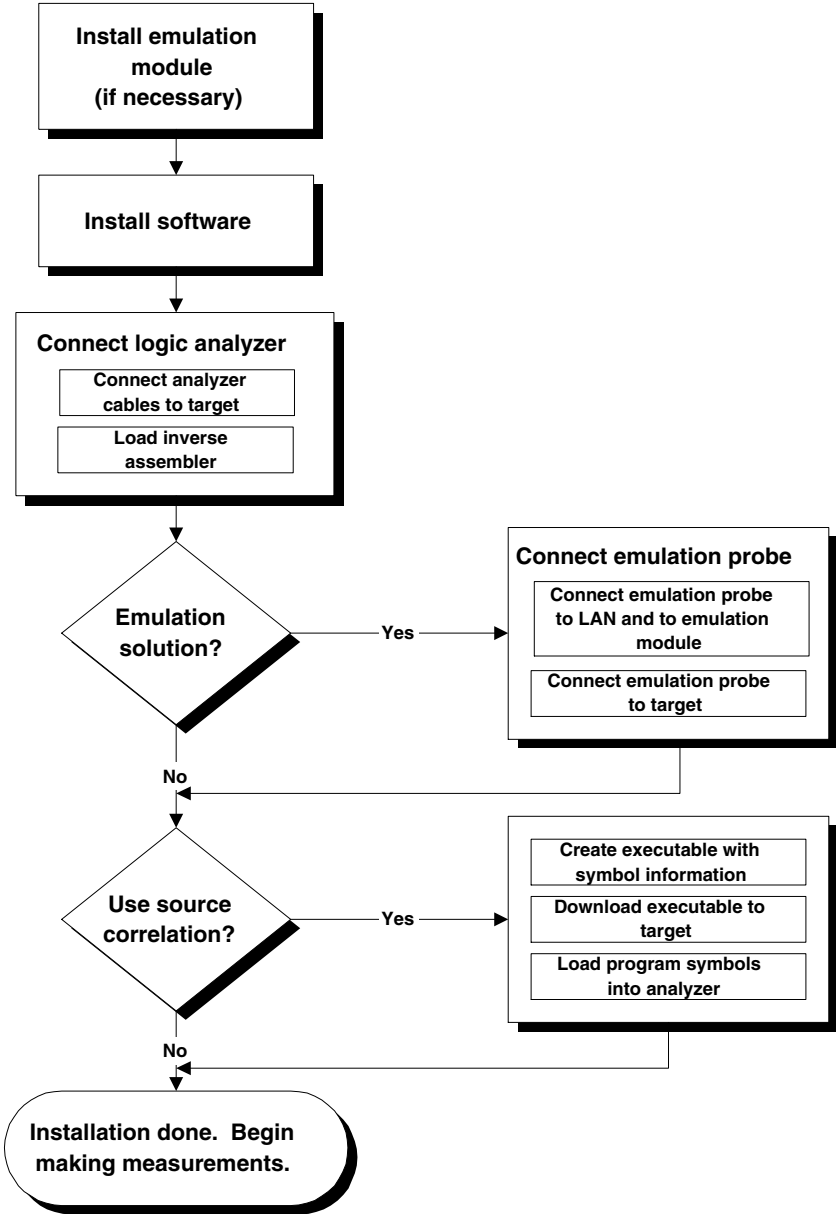 Install emulation
module
(if necessary)
Install software
Connect logic analyzer
Connect analyzer
cables to target
Load inverse
assembler
Emulation
solution?
Yes
Connect emulation probe
Connect emulation probe
to LAN and to emulation
module
Connect emulation probe
to target
No
Use source
correlation?
Yes
Create executable with
symbol information
Download executable to
target
Load program symbols
into analyzer
No
Installation done. Begin
making measurements.